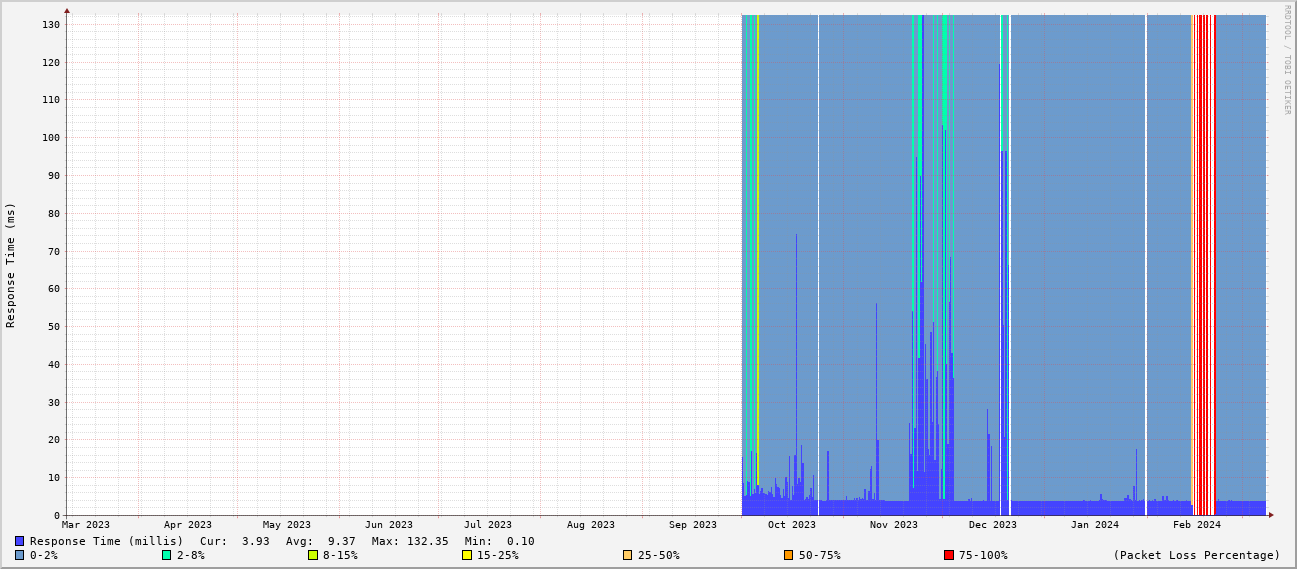 RRDTOOL / TOBI OETIKER
Response Time (ms)
130
120
110
100
90
80
70
60
50
40
30
20
10
0
Mar 2023 Apr 2023 May 2023 Jun 2023 Jul 2023 Aug 2023 Sep 2023 Oct 2023 Nov 2023 Dec 2023 Jan 2024 Feb 2024
Response Time (millis) Cur: 3.93 Avg: 9.37 Max: 132.35 Min: 0.10
0-2% 2-8% 8-15% 15-25% 25-50% 50-75% 75-100% (Packet Loss Percentage)